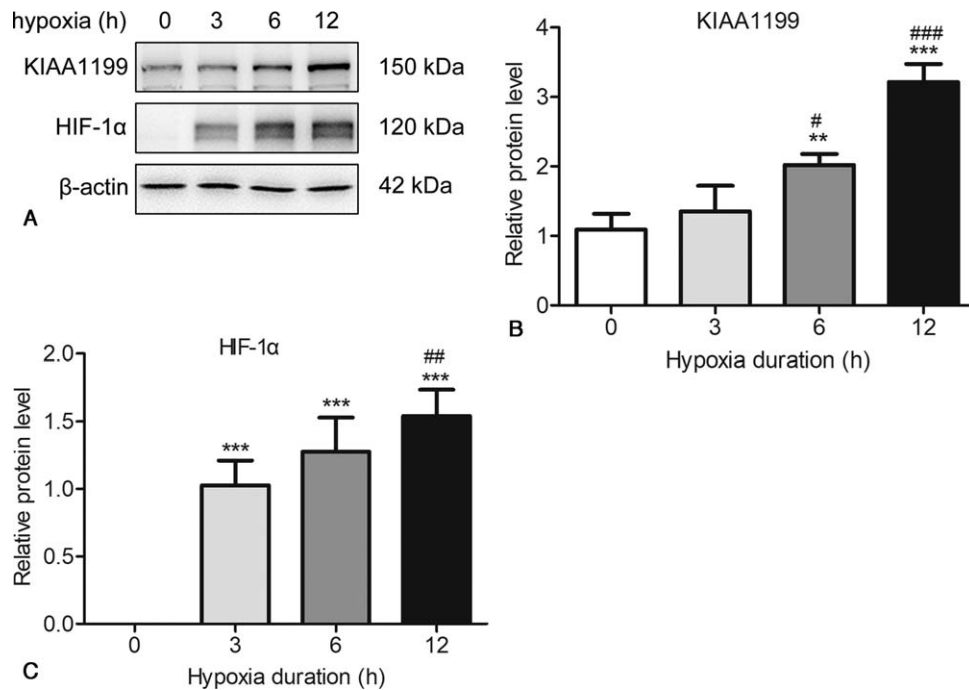 hypoxia (h) 0 3 6 12
KIAA1199 150 kDa
HIF-1α 120 kDa
β-actin 42 kDa
A
KIAA1199
Relative protein level
4
3
2
1
0
#
**
###
***
0 3 6 12
Hypoxia duration (h)
B
HIF-1α
Relative protein level
2.0
1.5
1.0
0.5
0.0
***
***
##
***
0 3 6 12
Hypoxia duration (h)
C